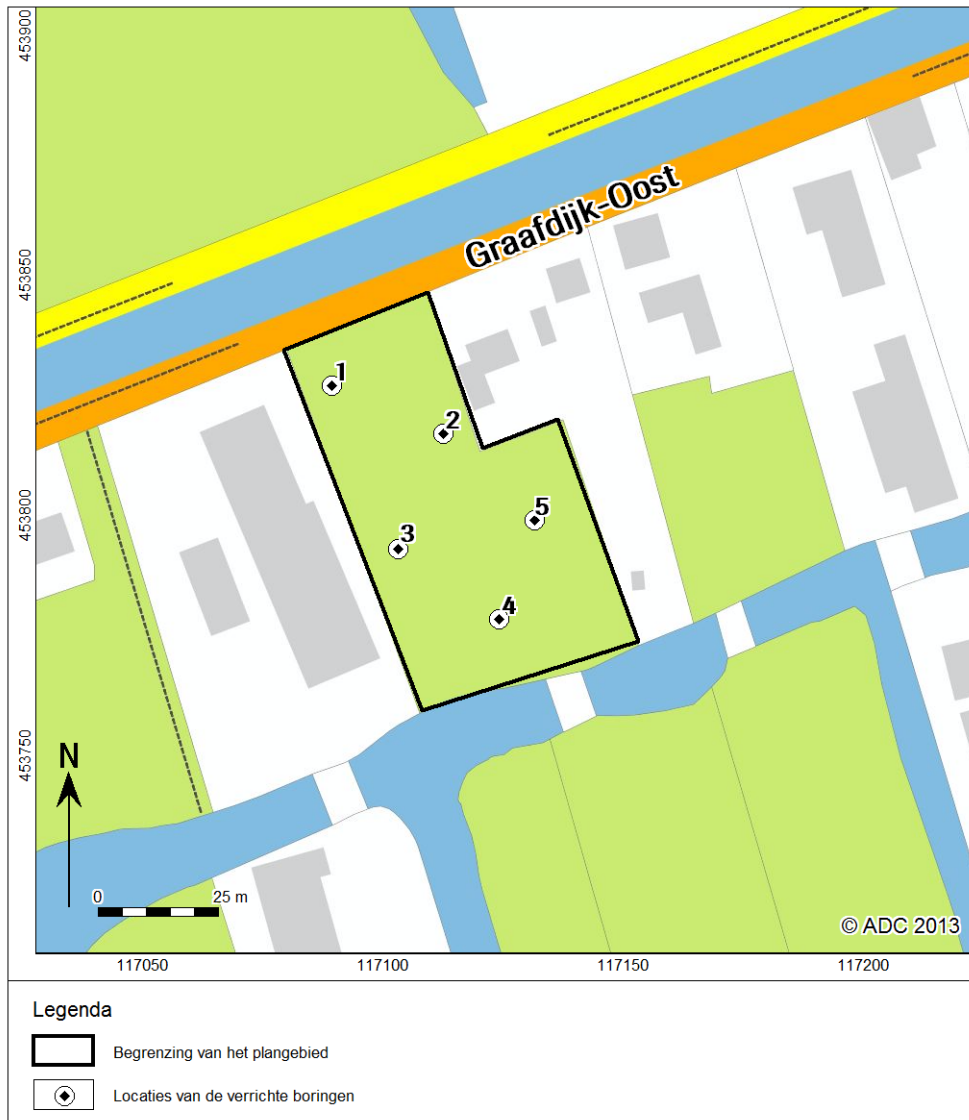 453900
453850
453800
453750
Graafdijk-Oost
1
2
3
5
4
N
0 25 m
© ADC 2013
117050 117100 117150 117200
Legenda
Begrenzing van het plangebied
Locaties van de verrichte boringen